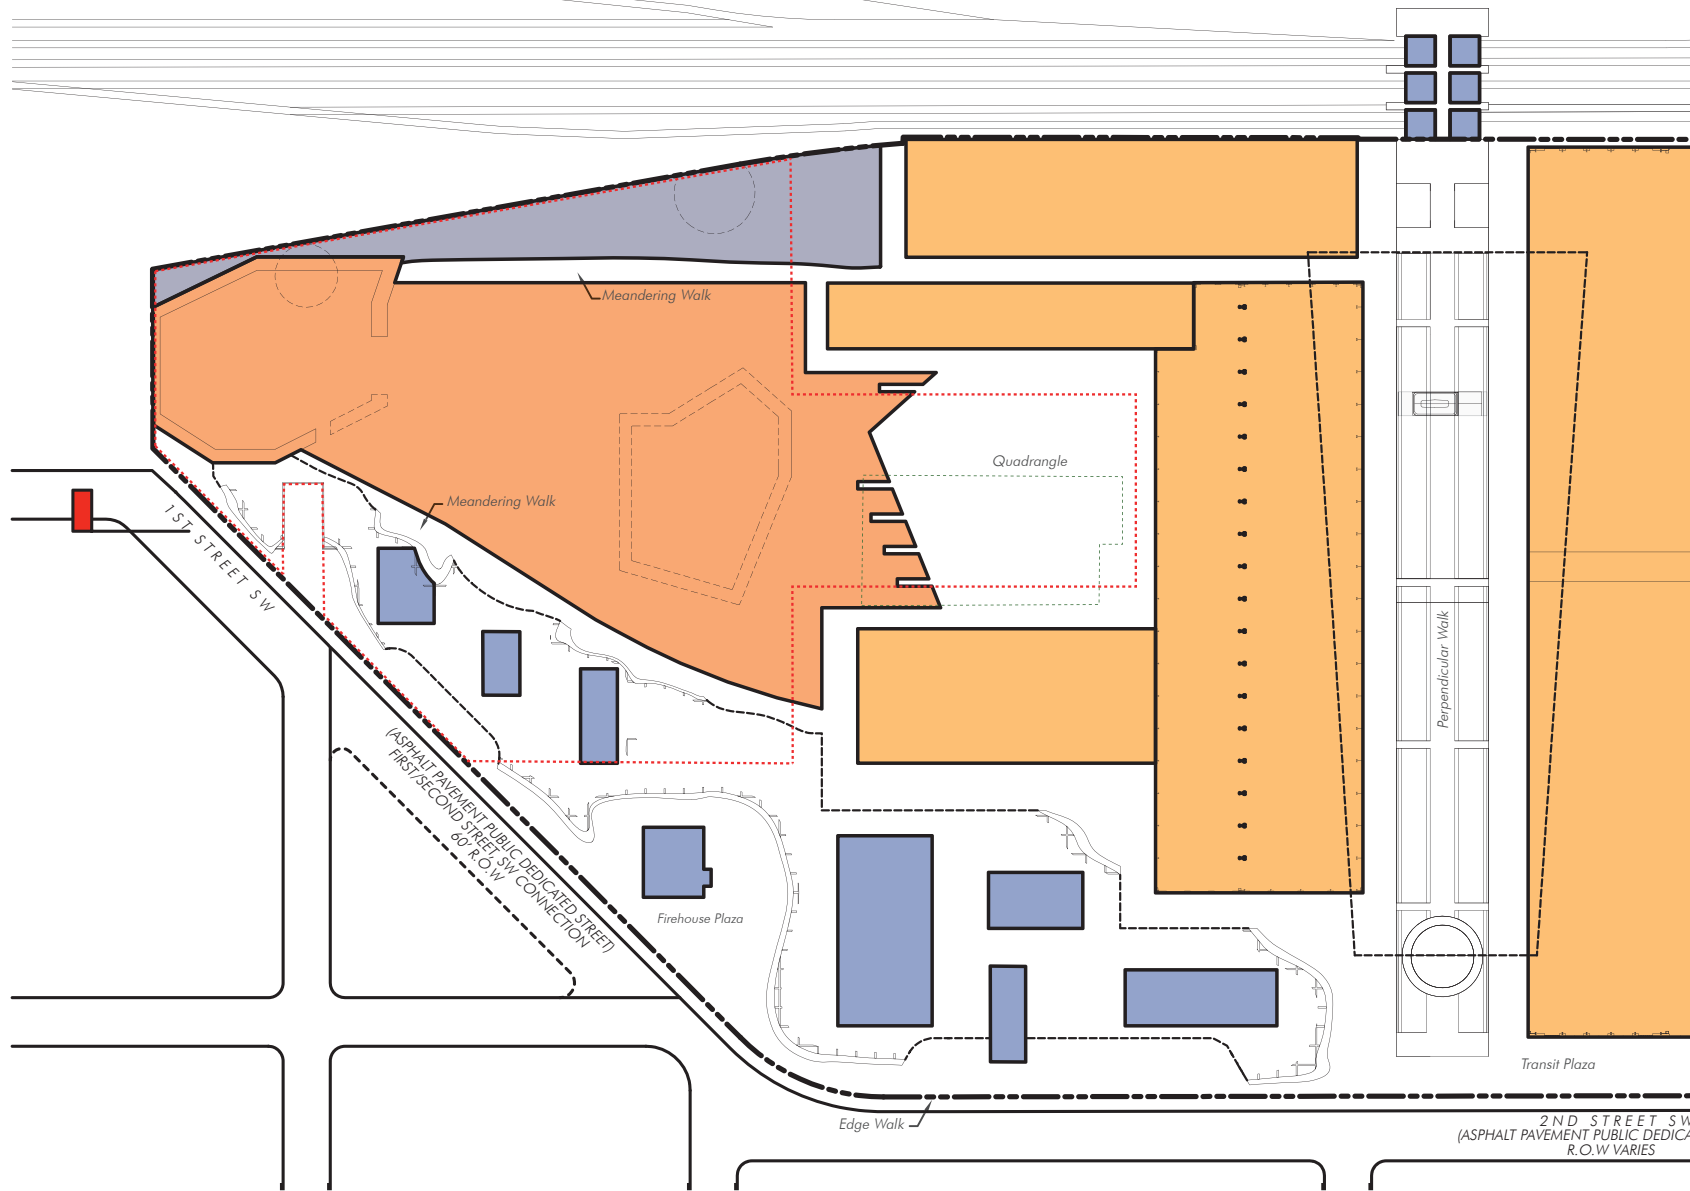 Meandering Walk
Quadrangle
Meandering Walk
1ST STREET SW
Perpendicular Walk
(ASPHALT PAVEMENT PUBLIC DEDICATED STREET)
FIRST/SECOND STREET, SW CONNECTION
60' R.O.W
Firehouse Plaza
Transit Plaza
Edge Walk
2ND STREET SW
(ASPHALT PAVEMENT PUBLIC DEDICA
R.O.W VARIES